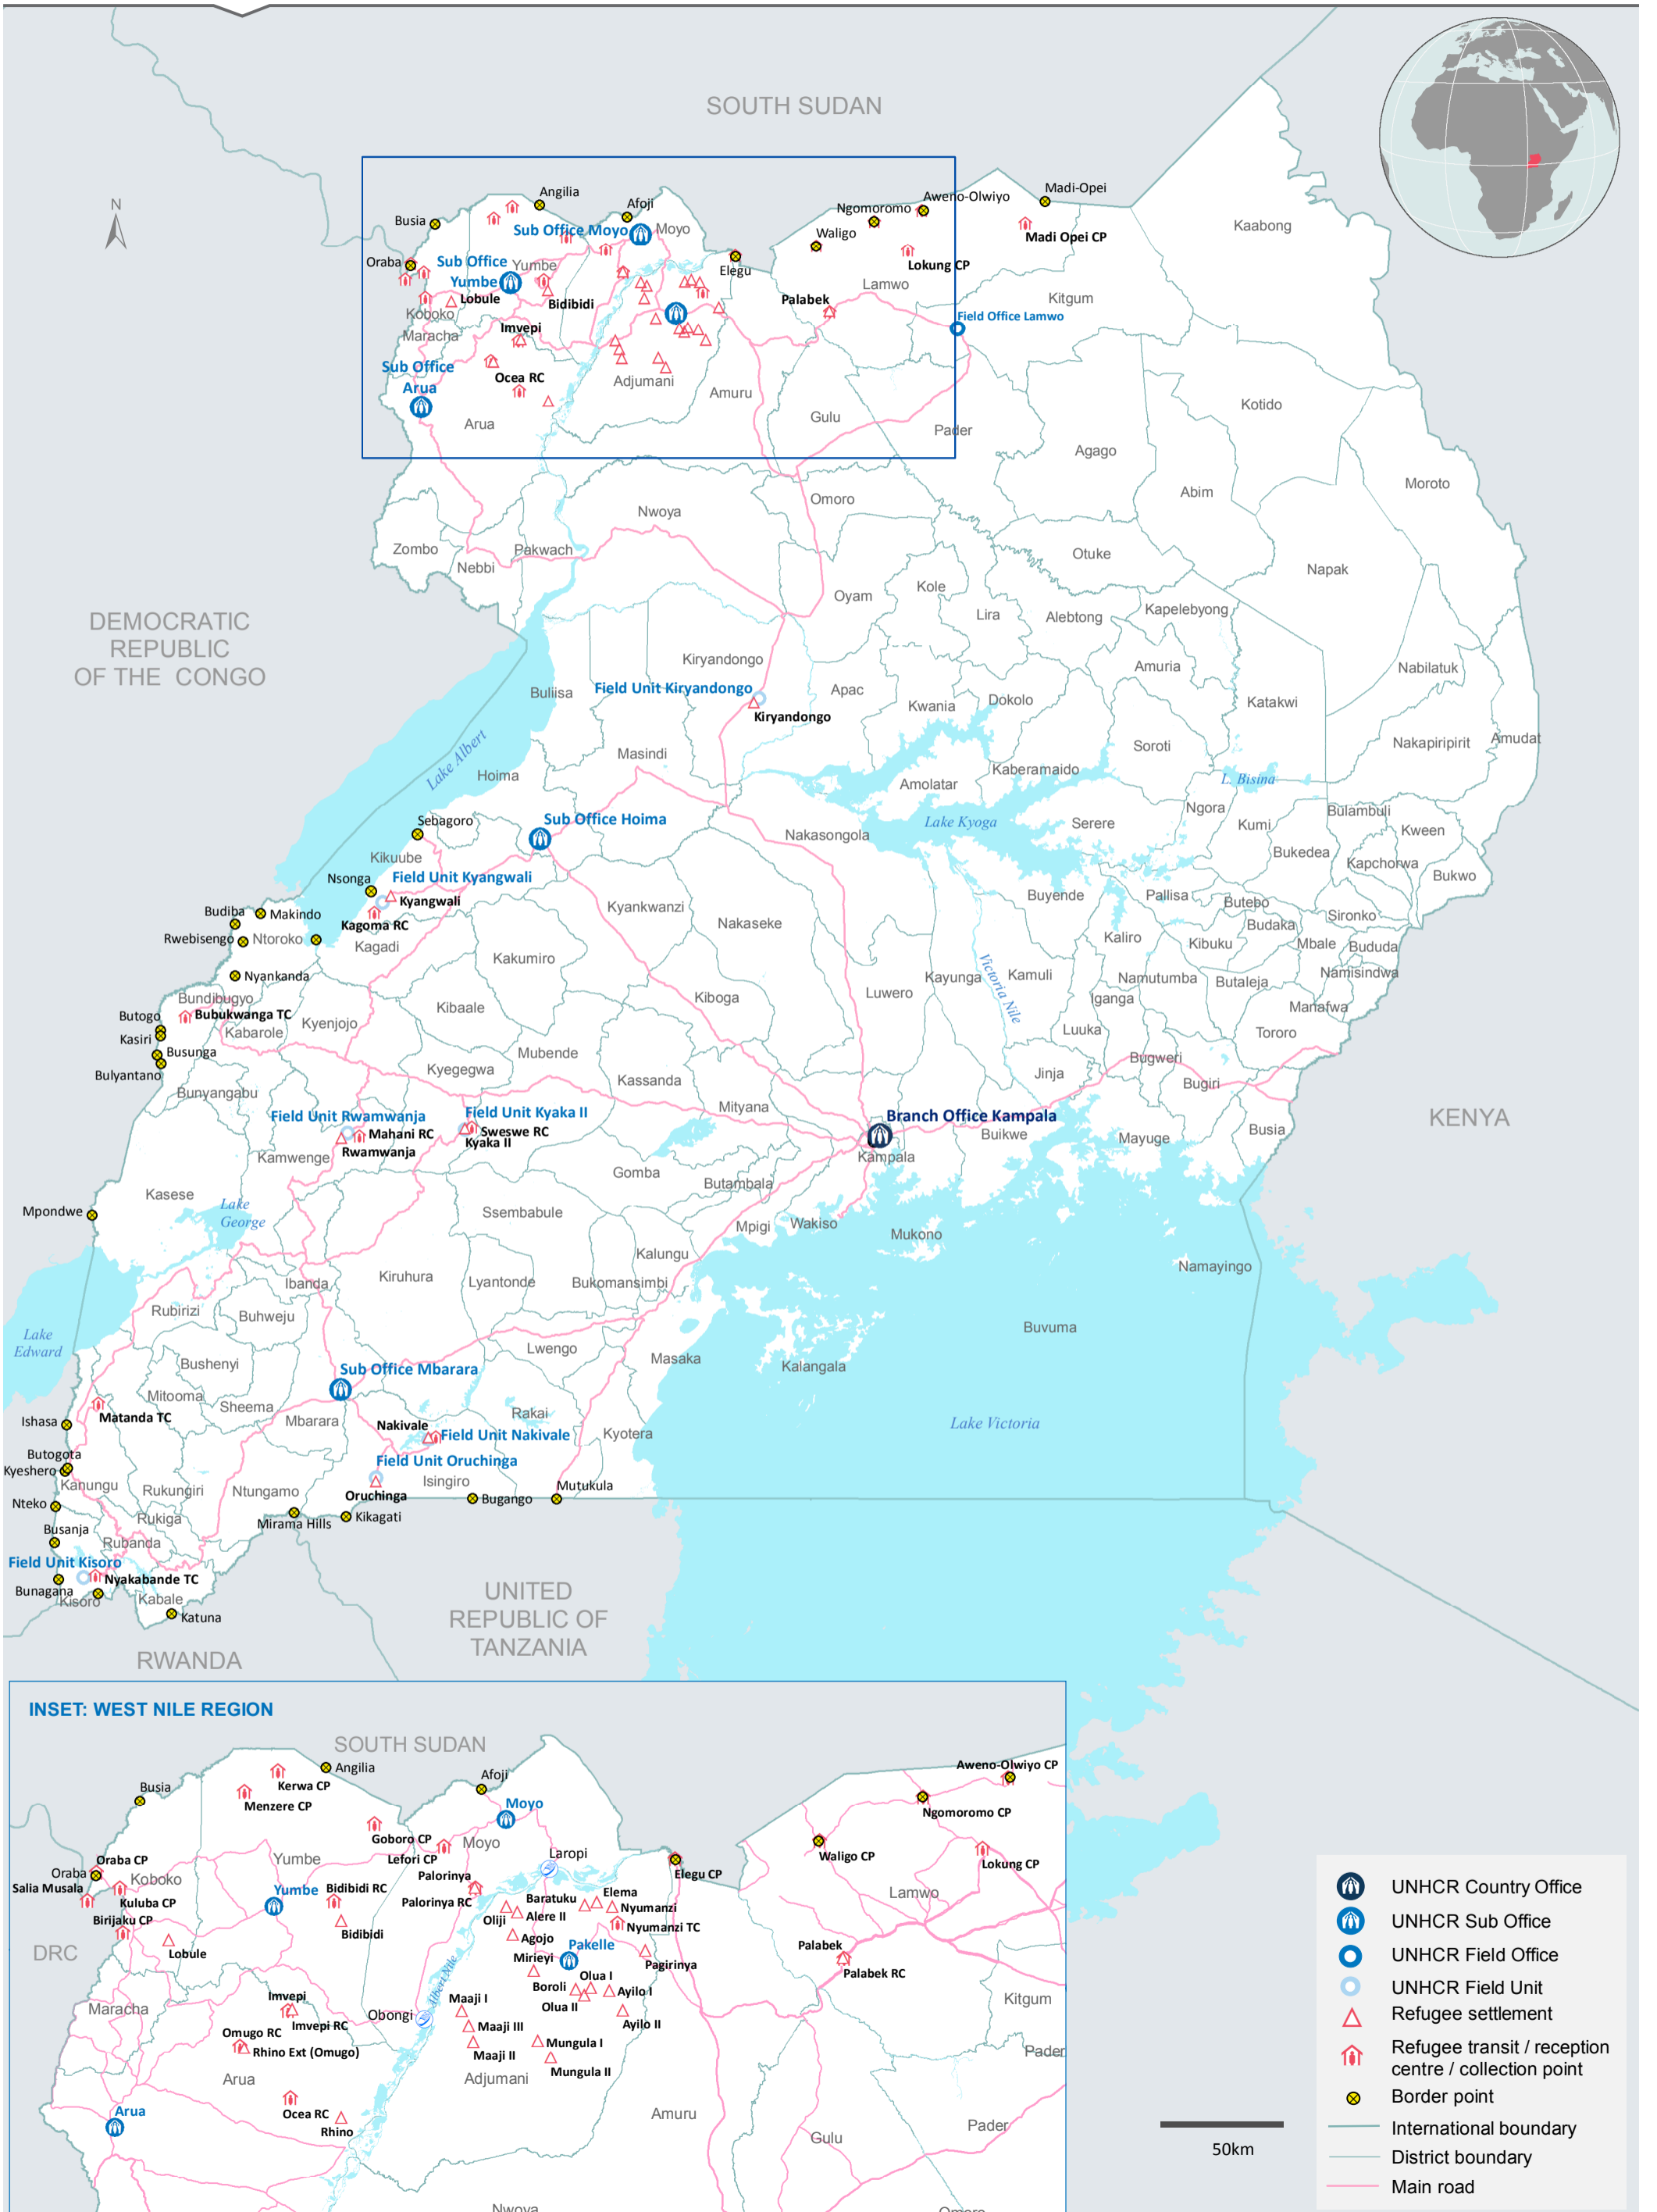 SOUTH SUDAN
N
Angilia
Busia
Afoji
Sub Office Moyo
Moyo
Aweno-Olwiyo
Madi-Opei
Ngomoromo
Waligo
Madi Opei CP
Kaabong
Oraba
Sub Office
Yumbe
Yumbe
Elegu
Lokung CP
Lobule
Bidibidi
Palabek
Lamwo
Kitgum
Koboko
Field Office Lamwo
Maracha
Imvepi
Sub Office
Arua
Ocea RC
Adjumani
Amuru
Gulu
Arua
Pader
Kotido
Agago
Abim
Moroto
Omoro
Nwoya
Zombo
Pakwach
Nebbi
Otuke
Napak
Kole
Oyam
Lira
Alebtong
Kapelebyong
DEMOCRATIC
REPUBLIC
OF THE CONGO
Kiryandongo
Amuria
Nabilatuk
Buliisa
Field Unit Kiryandongo
Apac
Dokolo
Kwania
Katakwi
Kiryandongo
Masindi
Soroti
Nakapiripirit
Amudat
Lake Albert
Hoima
Kaberamaido
Amolatar
L. Bisina
Sebagoro
Sub Office Hoima
Nakasongola
Lake Kyoga
Serere
Ngora
Kumi
Bulambuli
Kween
Kikuube
Bukedea
Kapchorwa
Bukwo
Nsonga
Field Unit Kyangwali
Kyangwali
Kagoma RC
Kyankwanzi
Nakaseke
Buyende
Pallisa
Butebo
Sironko
Budiba
Makindo
Rwebisengo
Ntoroko
Kagadi
Budaka
Kaliro
Kibuku
Mbale
Bududa
Nyankanda
Kakumiro
Kayunga
Victoria Nile
Kamuli
Namutumba
Butaleja
Namisindwa
Bundibugyo
Kibaale
Kiboga
Luwero
Iganga
Manafwa
Butogo
Bubukwanga TC
Kyenjojo
Kabarole
Luuka
Tororo
Kasiri
Busunga
Bulyantano
Mubende
Kyegegwa
Bugweri
Jinja
Bugiri
Bunyangabu
Kassanda
Mityana
Field Unit Rwamwanja
Field Unit Kyaka II
Branch Office Kampala
Mahani RC
Sweswe RC
Kyaka II
Rwamwanja
Kamwenge
Kampala
Buikwe
Mayuge
Busia
KENYA
Gomba
Butambala
Kasese
Mpondwe
Lake
George
Ssembabule
Mpigi
Wakiso
Mukono
Kalungu
Namayingo
Ibanda
Kiruhura
Lyantonde
Bukomansimbi
Rubirizi
Buhweju
Lake
Edward
Buvuma
Lwengo
Masaka
Kalangala
Bushenyi
Sub Office Mbarara
Mitooma
Sheema
Mbarara
Matanda TC
Rakai
Ishasa
Nakivale
Field Unit Nakivale
Kyotera
Lake Victoria
Butogota
Kyeshero
Field Unit Oruchinga
Kanungu
Rukungiri
Ntungamo
Isingiro
Oruchinga
Bugango
Mutukula
Nteko
Rukiga
Mirama Hills
Kikagati
Busanja
Rubanda
Field Unit Kisoro
Nyakabande TC
Bunagana
Kisoro
Kabale
Katuna
UNITED
REPUBLIC OF
TANZANIA
RWANDA
INSET: WEST NILE REGION
SOUTH SUDAN
Angilia
Kerwa CP
Busia
Menzere CP
Afoji
Moyo
Aweno-Olwiyo CP
Ngomoromo CP
Goboro CP
Moyo
Lefori CP
Laropi
Waligo CP
Lokung CP
Elegu CP
Oraba CP
Oraba
Koboko
Yumbe
Salia Musala
Kuluba CP
Birijaku CP
Yumbe
Bidibidi RC
Bidibidi
Palorinya
Palorinya RC
Baratuku
Elema
Nyumanzi
Oliji
Alere II
Nyumanzi TC
Lamwo
DRC
Lobule
Agojo
Pakelle
Mirieyi
Pagirinya
Palabek
Palabek RC
Olua I
Boroli
Ayilo I
Olua II
Ayilo II
Kitgum
Maracha
Imvepi
Imvepi RC
Obongi
Albert Nile
Maaji I
Maaji III
Maaji II
Mungula I
Mungula II
Omugo RC
Rhino Ext (Omugo)
Arua
Adjumani
Pader
Ocea RC
Rhino
Arua
Amuru
Gulu
Pader
Nwoya
Omoro
50km
UNHCR Country Office
UNHCR Sub Office
UNHCR Field Office
UNHCR Field Unit
Refugee settlement
Refugee transit / reception
centre / collection point
Border point
International boundary
District boundary
Main road